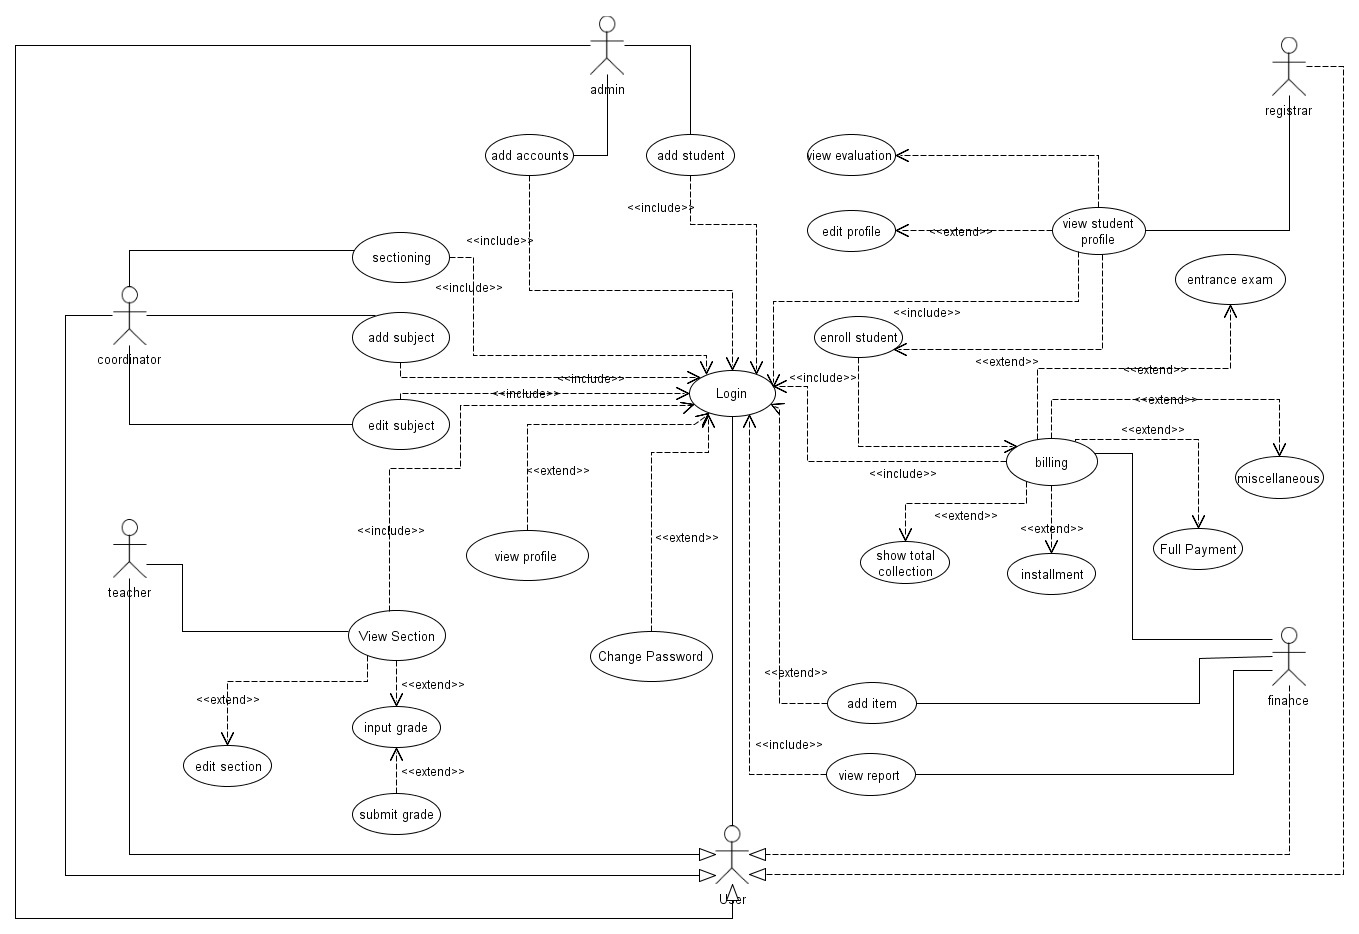 admin
registrar
add accounts
add student
view evaluation
<<include>>
view student
profile
edit profile
<<extend>>
<<include>>
sectioning
entrance exam
<<include>>
<<include>>
coordinator
add subject
enroll student
<<extend>>
<<extend>>
<<include>>
<<include>>
Login
<<include>>
<<extend>>
edit subject
<<extend>>
billing
<<extend>>
<<include>>
miscellaneous
<<extend>>
<<include>>
<<extend>>
<<extend>>
view profile
show total
collection
Full Payment
installment
teacher
View Section
Change Password
<<extend>>
<<extend>>
<<extend>>
add item
finance
input grade
<<include>>
edit section
<<extend>>
view report
submit grade
User